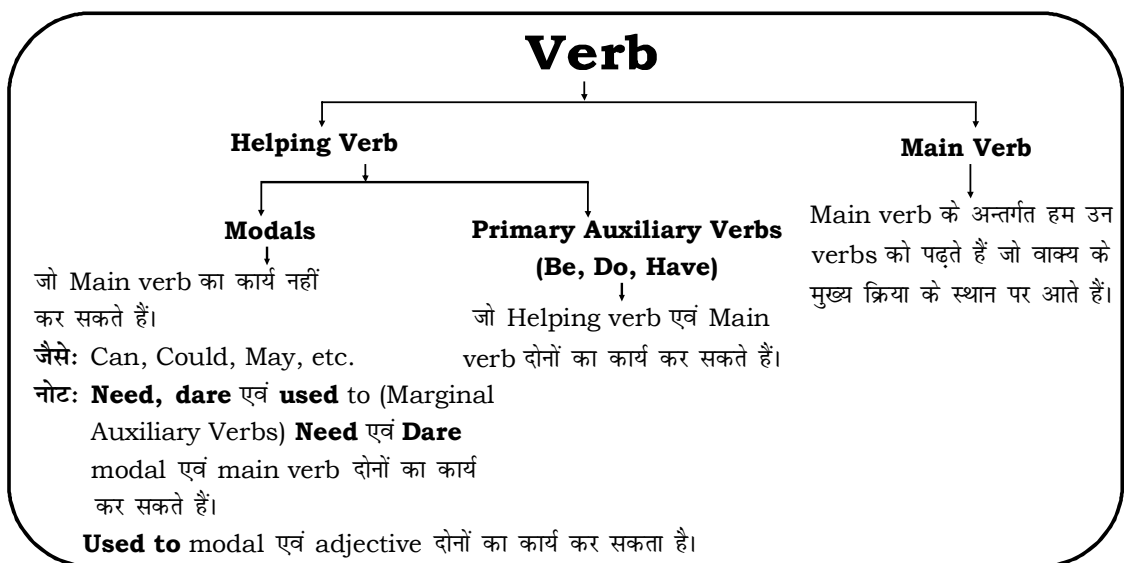 Verb
Helping Verb
Main Verb
Modals
जो Main verb का कार्य नहीं
कर सकते हैं।
जैसे: Can, Could, May, etc.
नोट: Need, dare एवं used to (Marginal
Auxiliary Verbs) Need एवं Dare
modal एवं main verb दोनों का कार्य
कर सकते हैं।
Used to modal एवं adjective दोनों का कार्य कर सकता है।
Primary Auxiliary Verbs
(Be, Do, Have)
जो Helping verb एवं Main
verb दोनों का कार्य कर सकते हैं।
Main verb के अन्तर्गत हम उन
verbs को पढ़ते हैं जो वाक्य के
मुख्य क्रिया के स्थान पर आते हैं।